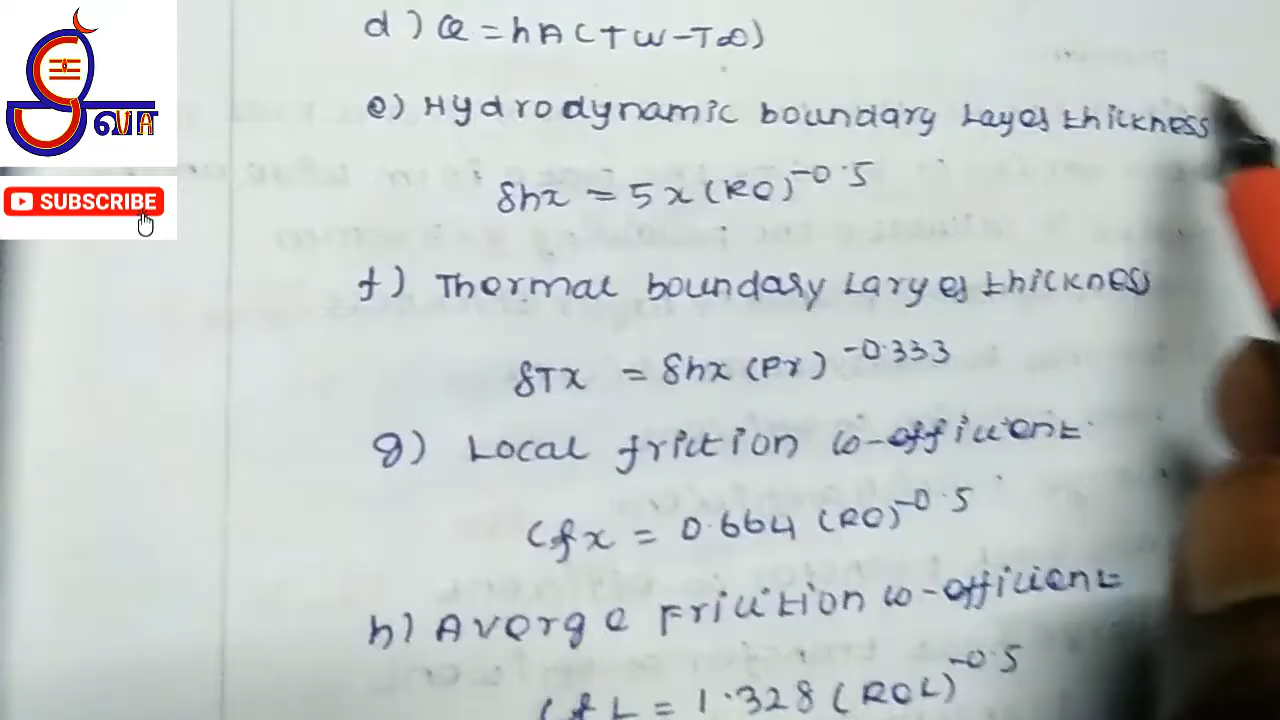 சிவா
SUBSCRIBE
d) Q = hA (Tw-T∞)
e) Hydrodynamic boundary Layer thickness
δhx = 5x (Re)^-0.5
f) Thermal boundary Laryer thickness
δTx = δhx (Pr)^-0.333
g) Local friction co-efficient
Cfx = 0.664 (Re)^-0.5
h) Averge Friction co-efficient
CfL = 1.328 (ReL)^-0.5